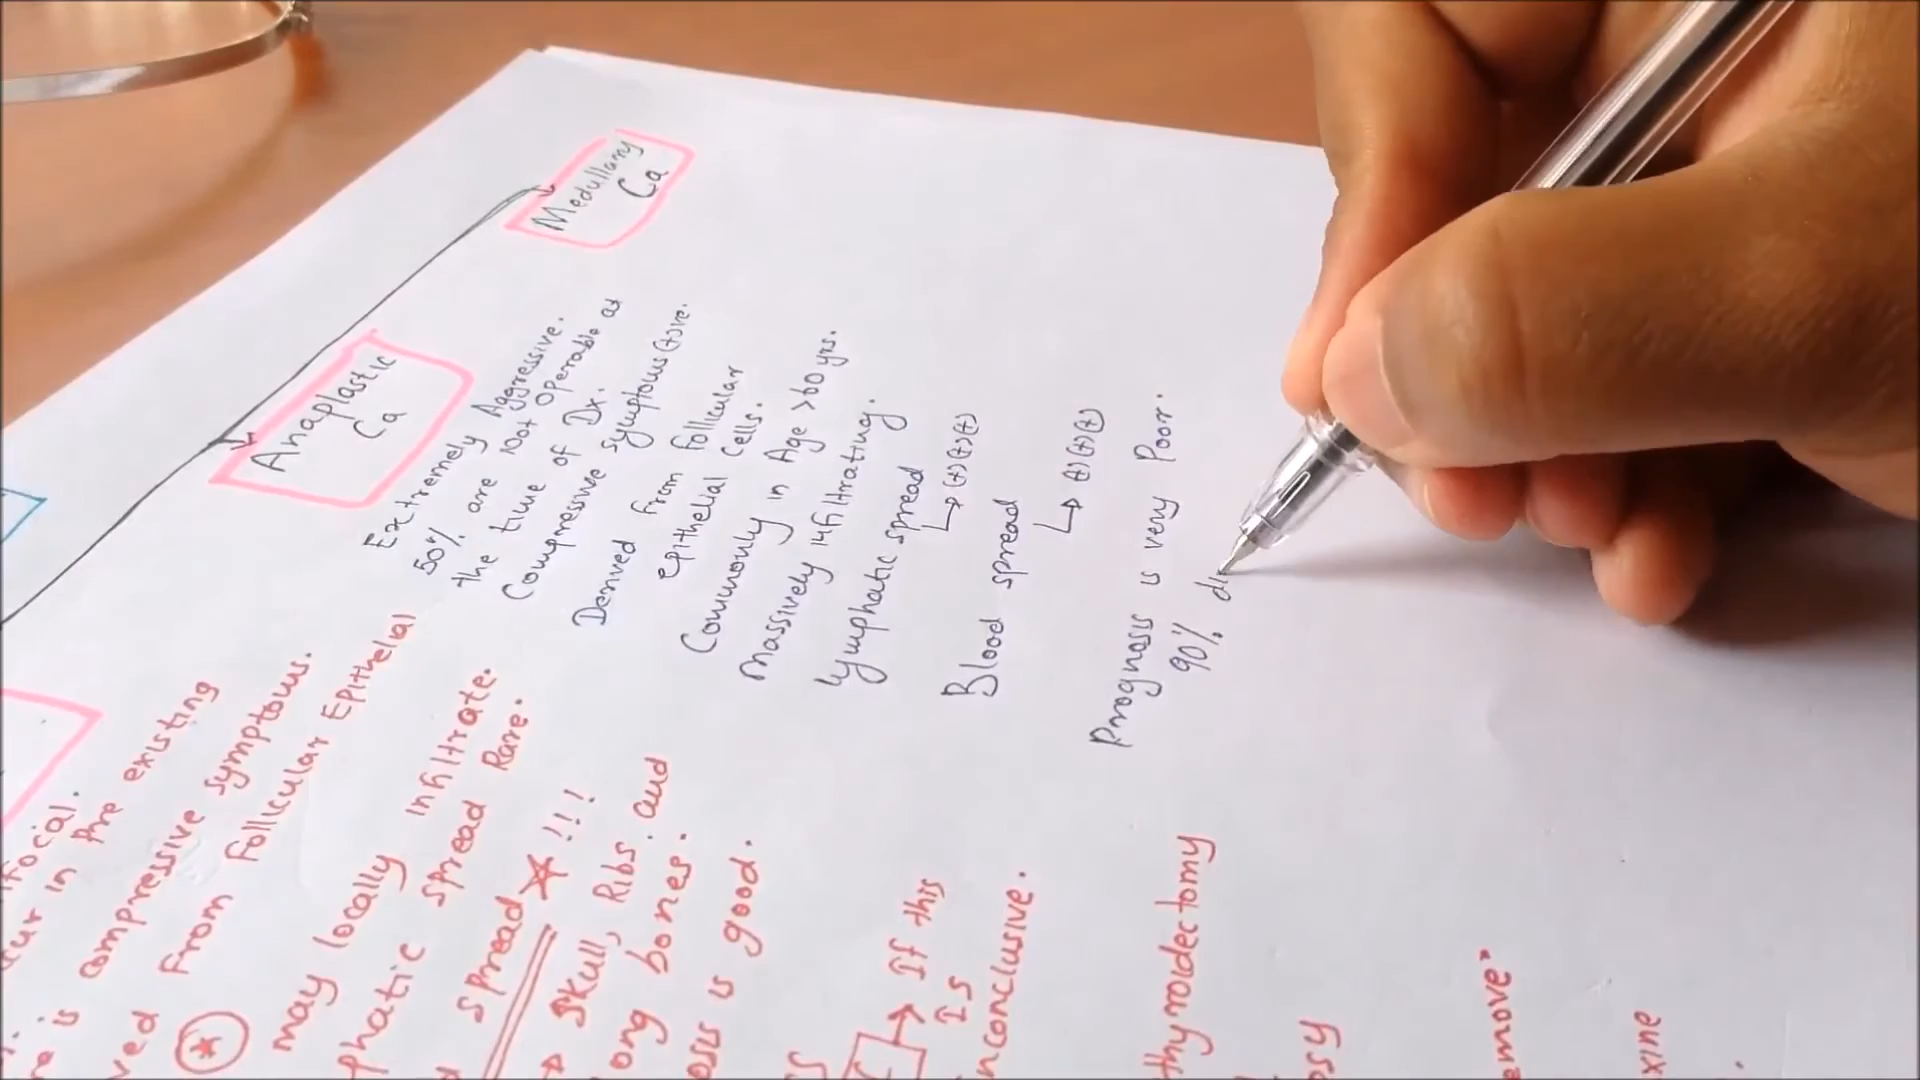 Medullary
Ca
Anaplastic
Ca
Extremely Aggressive.
50% are not operable at
the time of Dx.
Compressive symptoms (+)ve.
Derived from follicular
epithelial cells.
Commonly in Age >60 yrs.
Massively infiltrating.
lymphatic spread
↳ (+)(+)(+)
Blood spread
↳ (+)(+)(+)
Prognosis is very Poor.
90% di
in Pre existing
is compressive symptoms.
From Follicular Epithelial
*
may locally infiltrate.
spread Rare.
spread * !!!
→ Skull, Ribs. and
bones.
is good.
→ If this
Is
inconclusive.
thyroidectomy